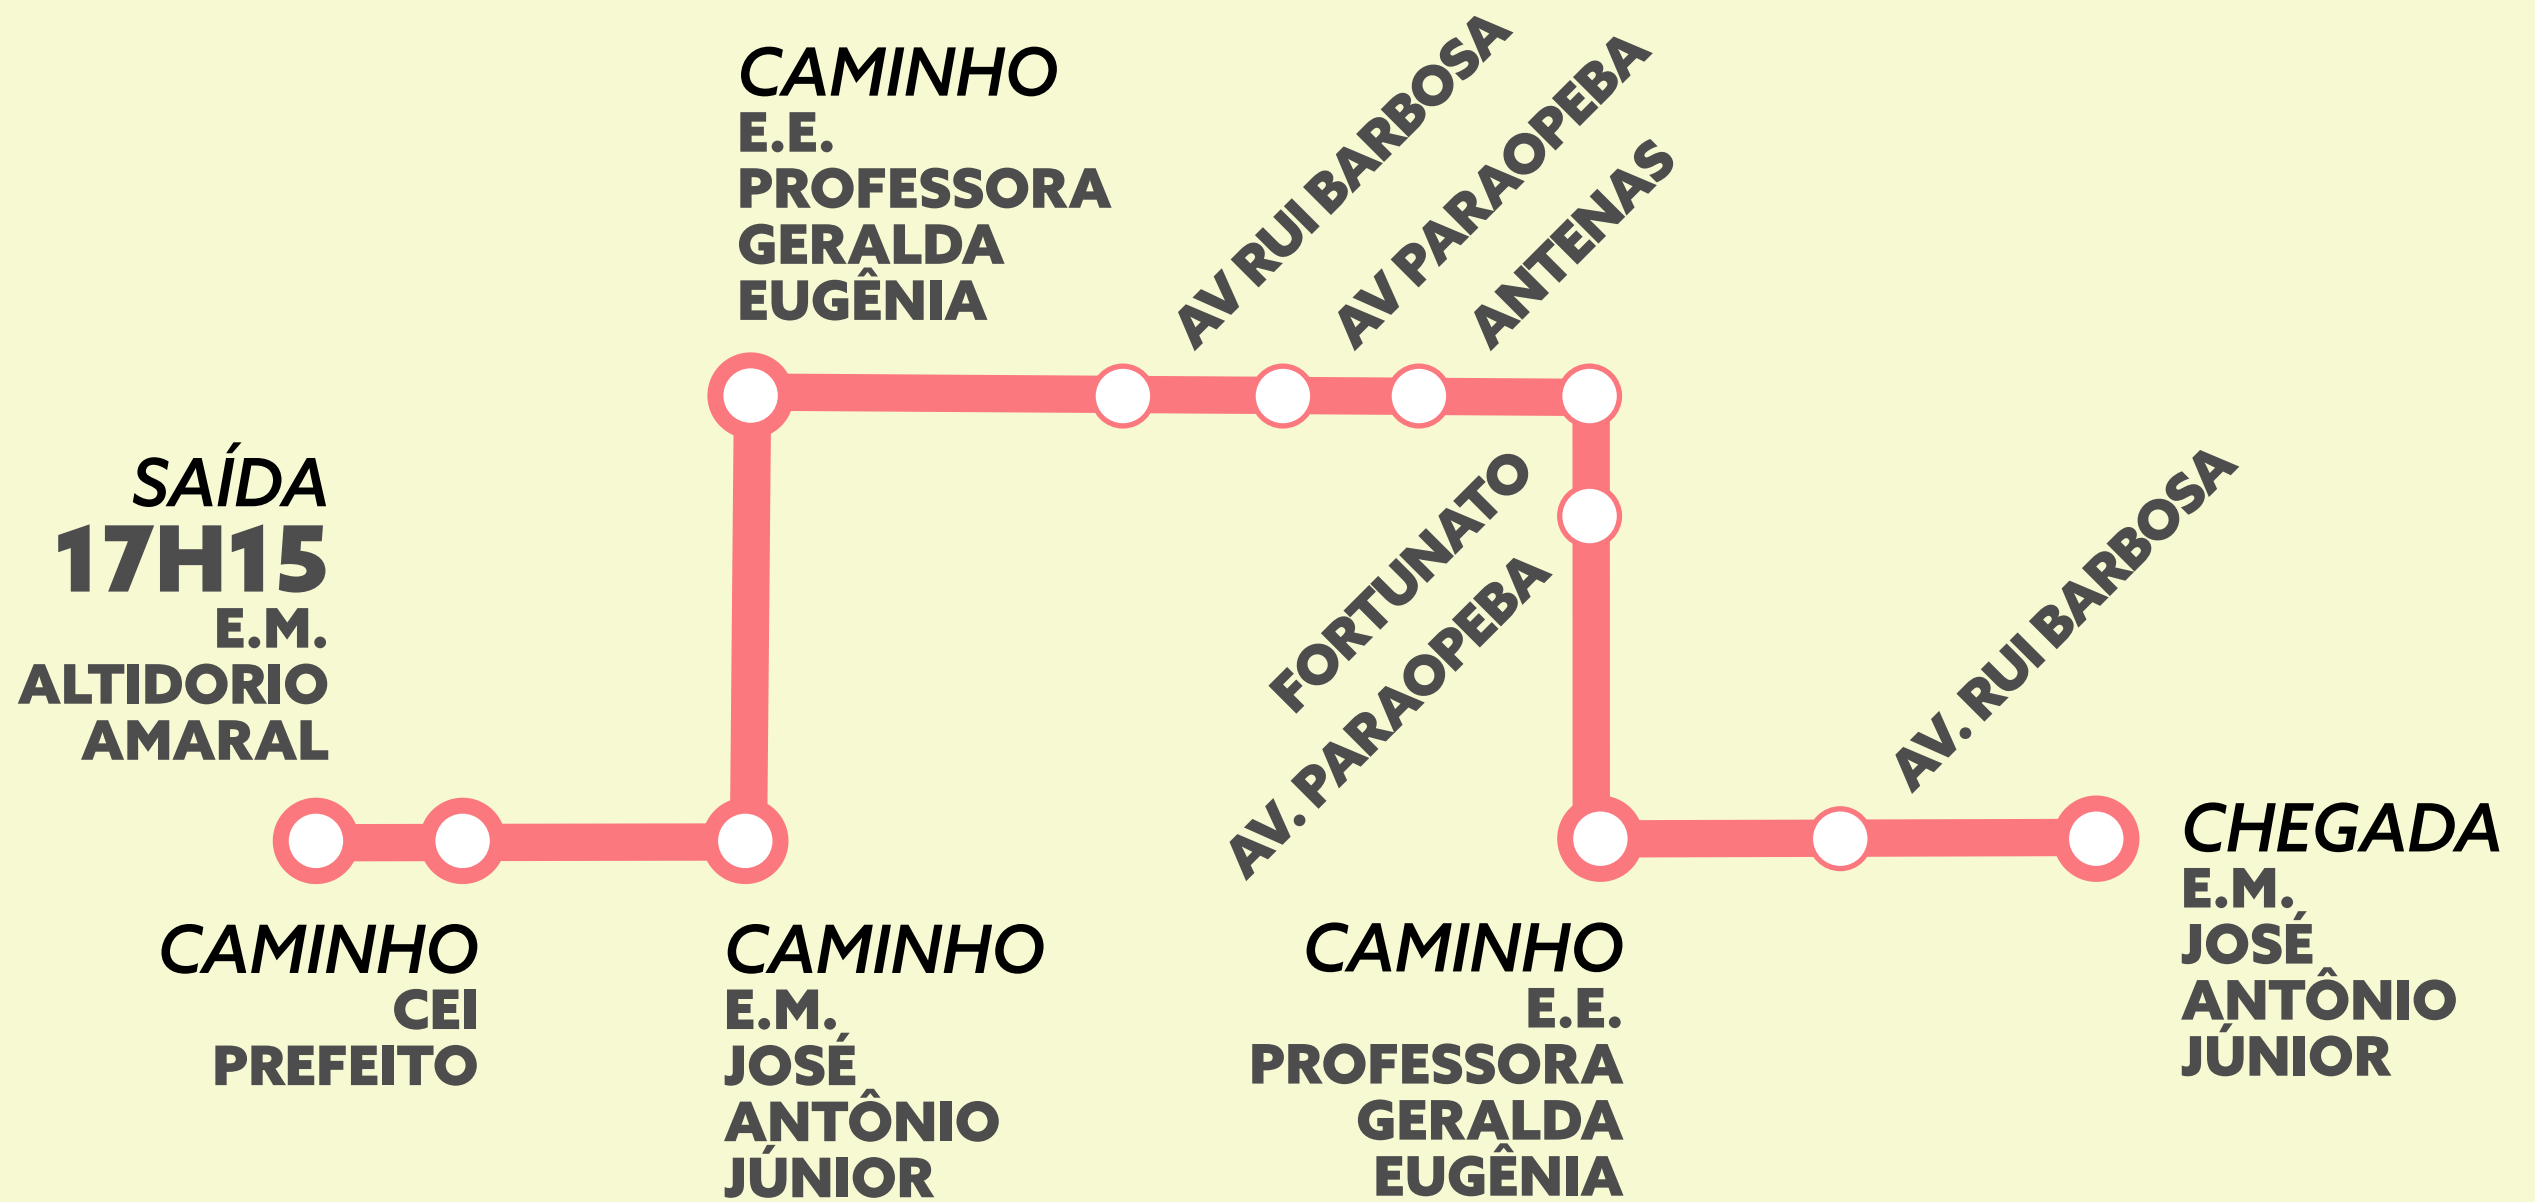 SAÍDA
17H15
E.M.
ALTIDORIO
AMARAL
CAMINHO
CEI
PREFEITO
CAMINHO
E.M.
JOSÉ
ANTÔNIO
JÚNIOR
CAMINHO
E.E.
PROFESSORA
GERALDA
EUGÊNIA
AV RUI BARBOSA
AV PARAOPEBA
ANTENAS
FORTUNATO
AV. PARAOPEBA
CAMINHO
E.E.
PROFESSORA
GERALDA
EUGÊNIA
AV. RUI BARBOSA
CHEGADA
E.M.
JOSÉ
ANTÔNIO
JÚNIOR